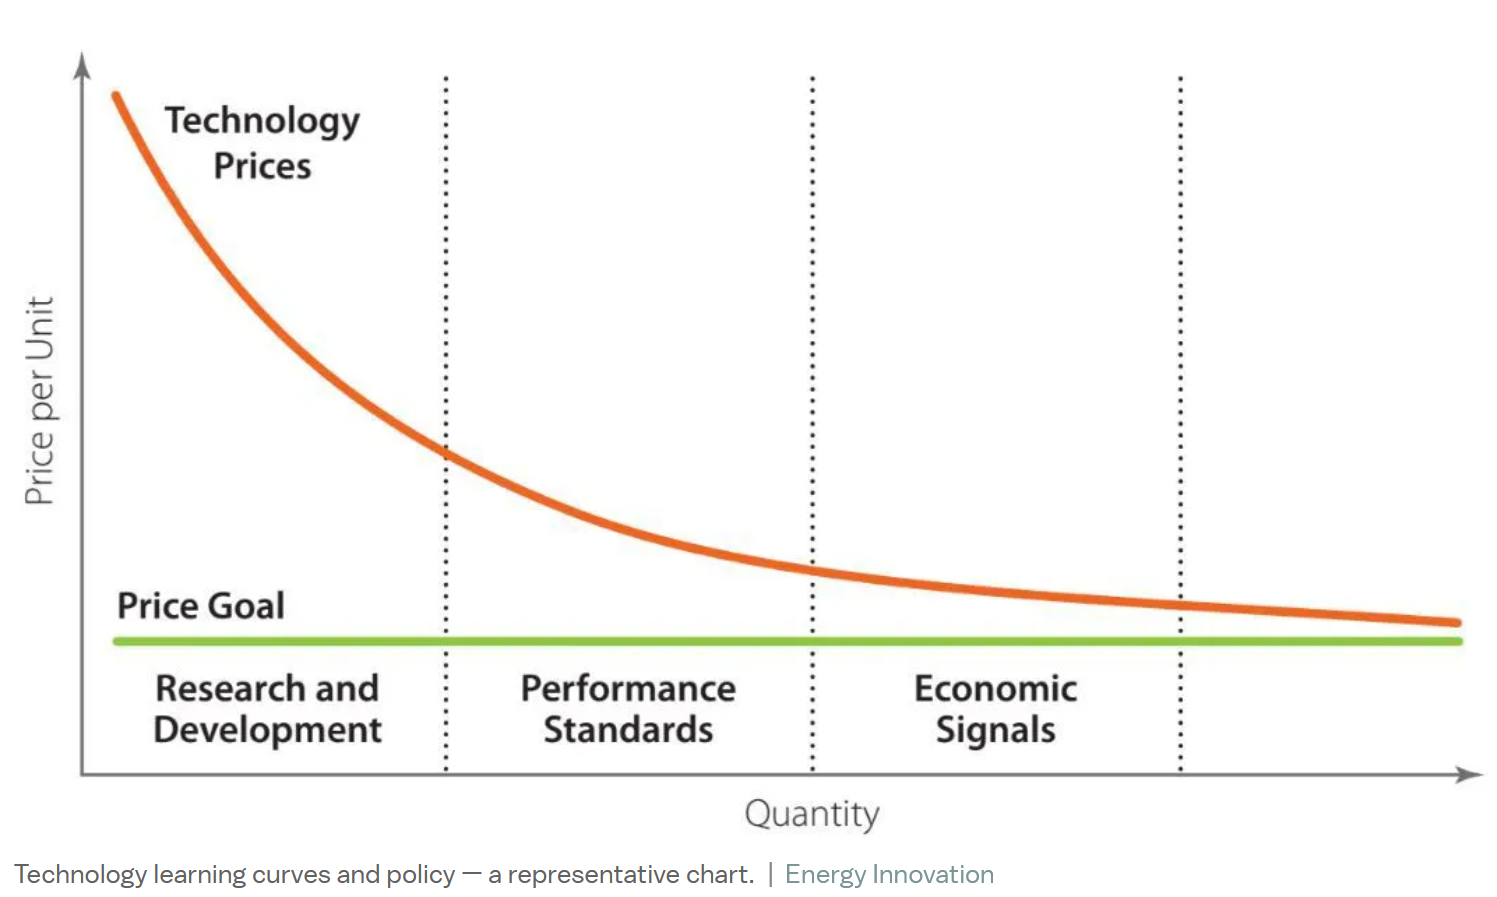 Technology
Prices
Price per Unit
Price Goal
Research and
Development
Performance
Standards
Economic
Signals
Quantity
Technology learning curves and policy — a representative chart. | Energy Innovation